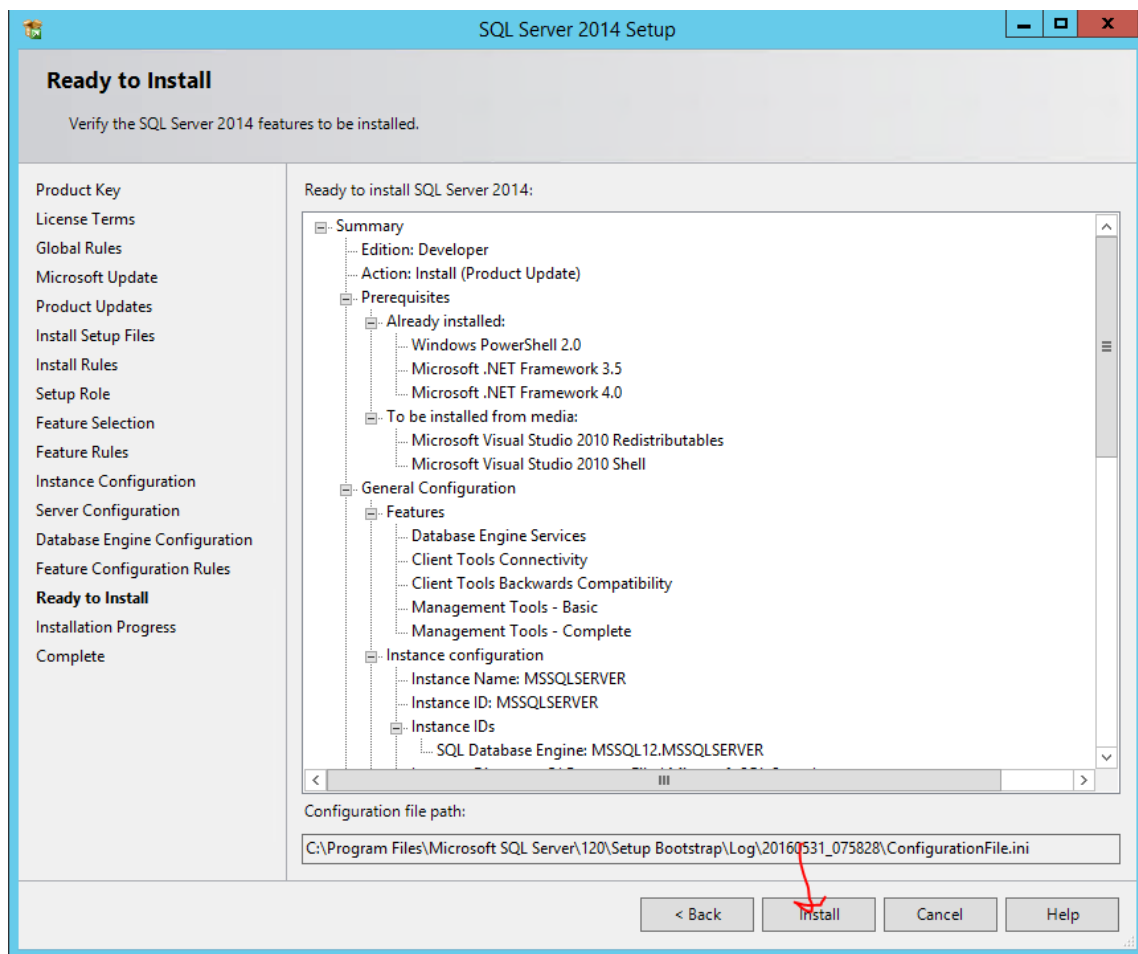 SQL Server 2014 Setup
Ready to Install
Verify the SQL Server 2014 features to be installed.
Product Key
License Terms
Global Rules
Microsoft Update
Product Updates
Install Setup Files
Install Rules
Setup Role
Feature Selection
Feature Rules
Instance Configuration
Server Configuration
Database Engine Configuration
Feature Configuration Rules
Ready to Install
Installation Progress
Complete
Ready to install SQL Server 2014:
Summary
Edition: Developer
Action: Install (Product Update)
Prerequisites
Already installed:
Windows PowerShell 2.0
Microsoft .NET Framework 3.5
Microsoft .NET Framework 4.0
To be installed from media:
Microsoft Visual Studio 2010 Redistributables
Microsoft Visual Studio 2010 Shell
General Configuration
Features
Database Engine Services
Client Tools Connectivity
Client Tools Backwards Compatibility
Management Tools - Basic
Management Tools - Complete
Instance configuration
Instance Name: MSSQLSERVER
Instance ID: MSSQLSERVER
Instance IDs
SQL Database Engine: MSSQL12.MSSQLSERVER
Configuration file path:
C:\Program Files\Microsoft SQL Server\120\Setup Bootstrap\Log\20160531_075828\ConfigurationFile.ini
< Back
Install
Cancel
Help